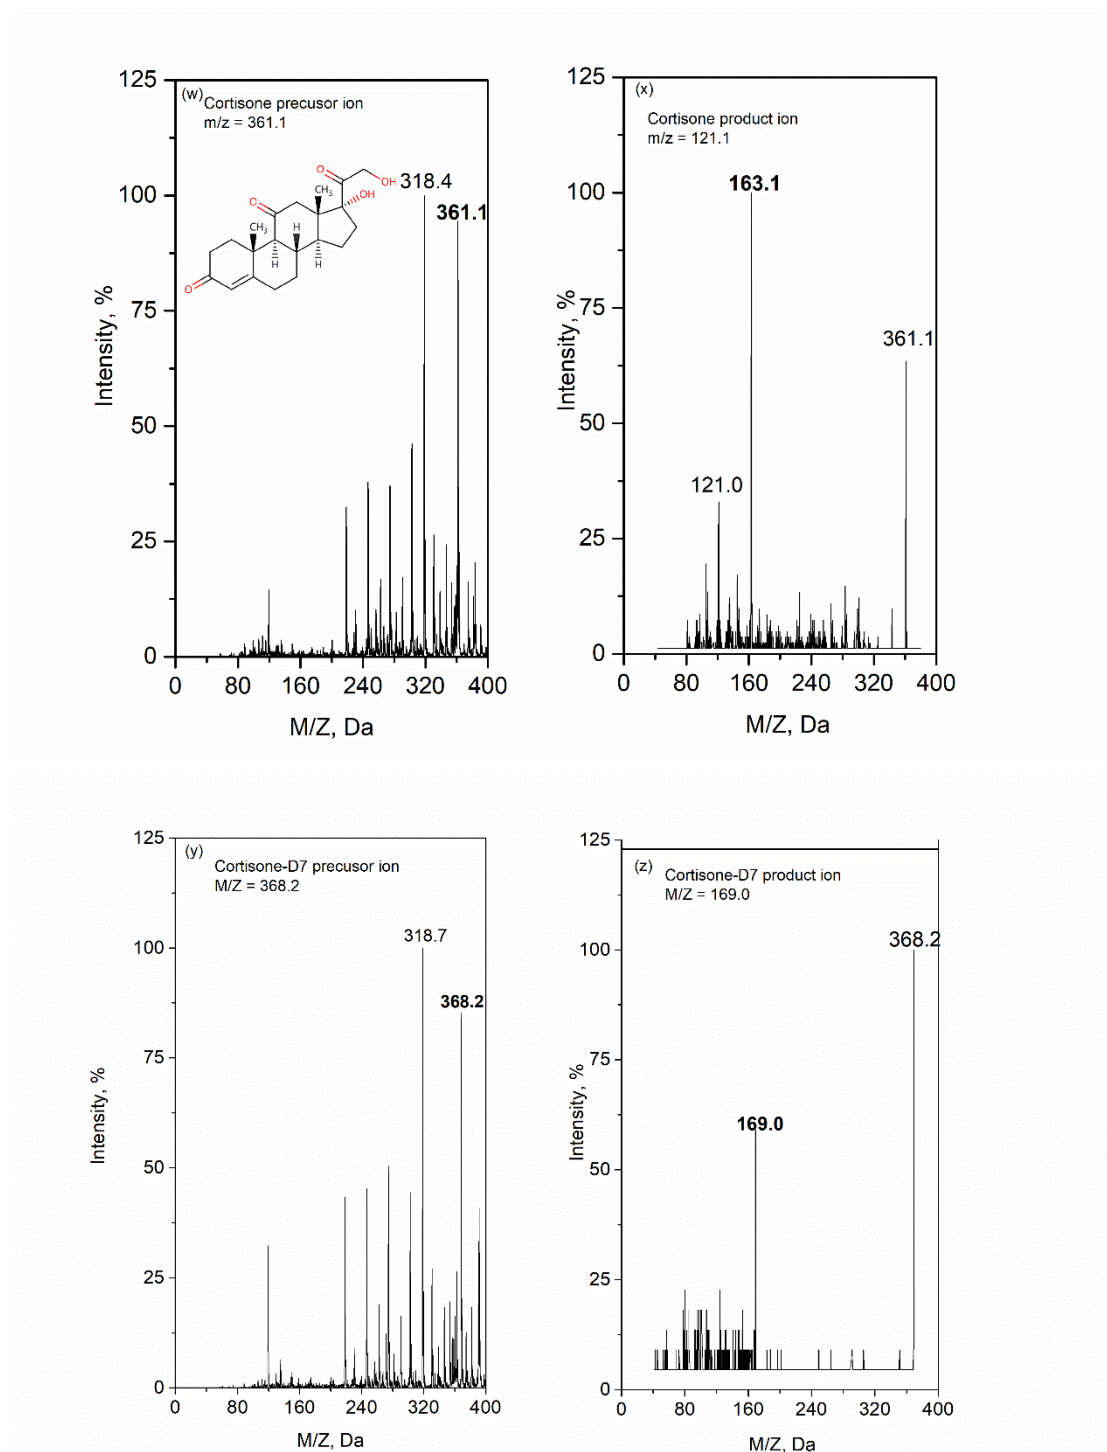 (w) Cortisone precusor ion
m/z = 361.1
125
100
75
50
25
0
Intensity, %
0 80 160 240 320 400
M/Z, Da
318.4
361.1
O
OH
OH
O
CH3
CH3
H
H
H
O
(x)
Cortisone product ion
m/z = 121.1
125
100
75
50
25
0
Intensity, %
0 80 160 240 320 400
M/Z, Da
163.1
361.1
121.0
(y)
Cortisone-D7 precusor ion
M/Z = 368.2
125
100
75
50
25
0
Intensity, %
0 80 160 240 320 400
M/Z, Da
318.7
368.2
(z)
Cortisone-D7 product ion
M/Z = 169.0
125
100
75
50
25
0
Intensity, %
0 80 160 240 320 400
M/Z, Da
368.2
169.0